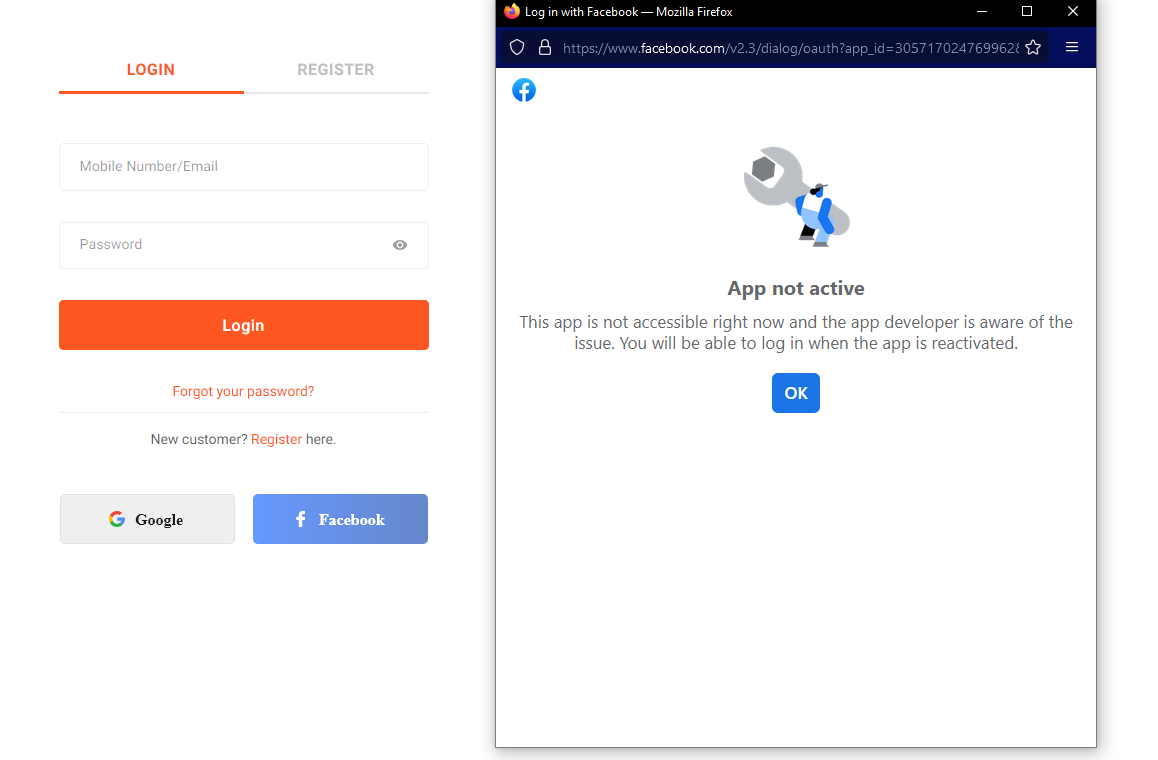 LOGIN
REGISTER
Mobile Number/Email
Password
Login
Forgot your password?
New customer? Register here.
Google
Facebook
Log in with Facebook — Mozilla Firefox
https://www.facebook.com/v2.3/dialog/oauth?app_id=305717024769962
App not active
This app is not accessible right now and the app developer is aware of the
issue. You will be able to log in when the app is reactivated.
OK